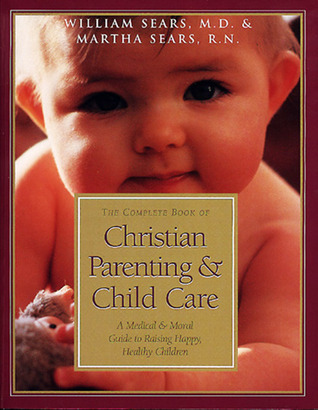 WILLIAM SEARS, M.D. &
MARTHA SEARS, R.N.
THE COMPLETE BOOK OF
Christian
Parenting &
Child Care
A Medical & Moral
Guide to Raising Happy,
Healthy Children